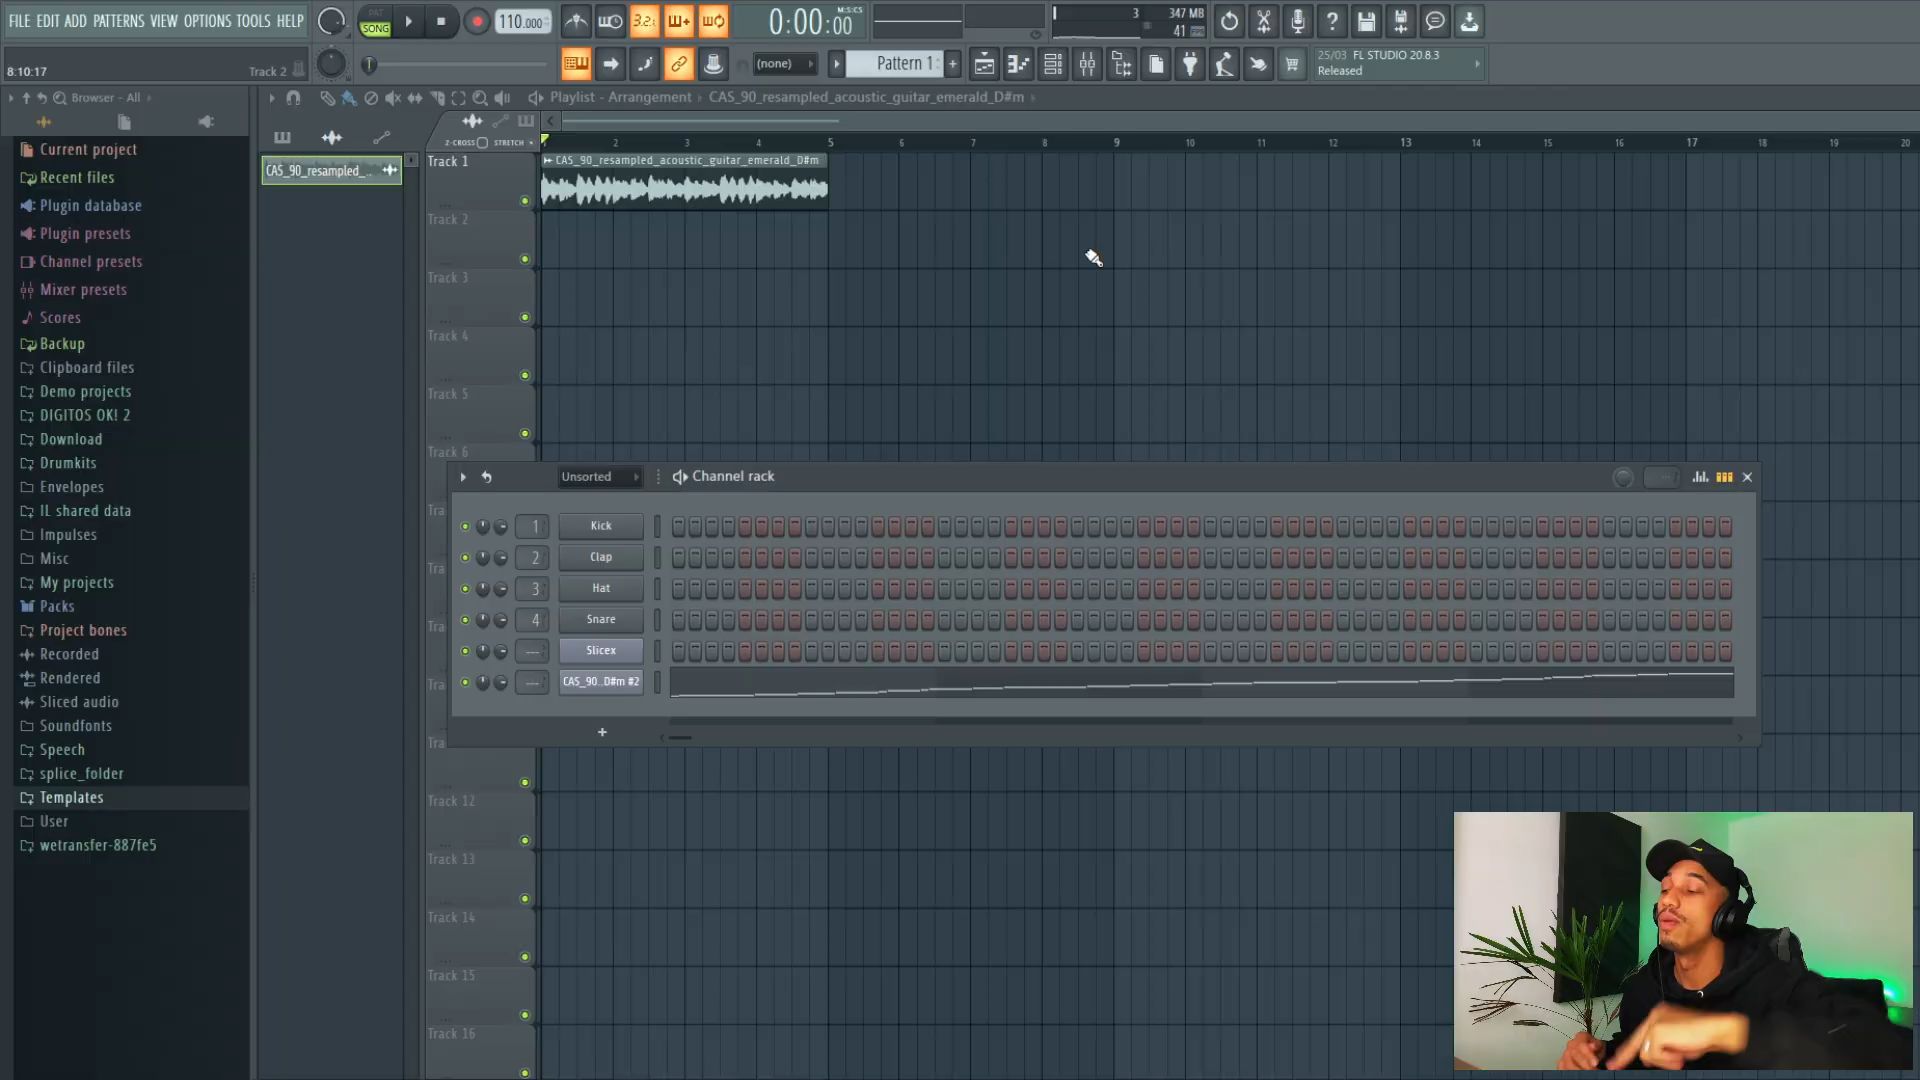 FILE EDIT ADD PATTERNS VIEW OPTIONS TOOLS HELP
PAT
SONG
110.000
3.2.
0:00:00
M:S:CS
3
347 MB
41
8:10:17
Track 2
(none)
Pattern 1
25/03 FL STUDIO 20.8.3
Released
Browser - All
Playlist - Arrangement › CAS_90_resampled_acoustic_guitar_emerald_D#m
Z-CROSS STRETCH
2 3 4 5 6 7 8 9 10 11 12 13 14 15 16 17 18 19 20
CAS_90_resampled_..
CAS_90_resampled_acoustic_guitar_emerald_D#m
Track 1
Track 2
Track 3
Track 4
Track 5
Track 6
Current project
Recent files
Plugin database
Plugin presets
Channel presets
Mixer presets
Scores
Backup
Clipboard files
Demo projects
DIGITOS OK! 2
Download
Drumkits
Envelopes
IL shared data
Impulses
Misc
My projects
Packs
Project bones
Recorded
Rendered
Sliced audio
Soundfonts
Speech
splice_folder
Templates
User
wetransfer-887fe5
Unsorted
Channel rack
1 Kick
2 Clap
3 Hat
4 Snare
--- Slicex
--- CAS_90..D#m #2
+
Tra
Tra
Tra
Tra
Tra
Track 12
Track 13
Track 14
Track 15
Track 16